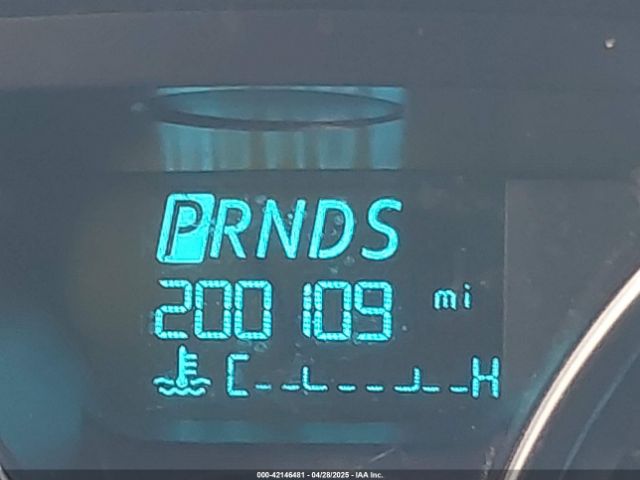 PRNDS
200109 mi
C H
000-42146481 04/28/2025 - IAA Inc.